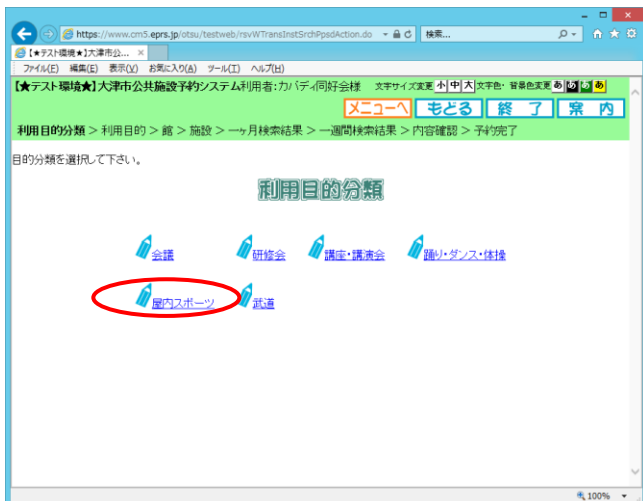 https://www.cm5.eprs.jp/otsu/testweb/rsvWTransInstSrchPpsdAction.do 検索...
【★テスト環境★】大津市公... ×
ファイル(F) 編集(E) 表示(V) お気に入り(A) ツール(T) ヘルプ(H)
【★テスト環境★】大津市公共施設予約システム 利用者:カバディ同好会様 文字サイズ変更 小 中 大 文字色・背景色変更 あ あ あ あ
メニューへ もどる 終 了 案 内
利用目的分類 > 利用目的 > 館 > 施設 > 一ヶ月検索結果 > 一週間検索結果 > 内容確認 > 予約完了
目的分類を選択して下さい。
利用目的分類
会議 研修会 講座・講演会 踊り・ダンス・体操
屋内スポーツ 武道
100%